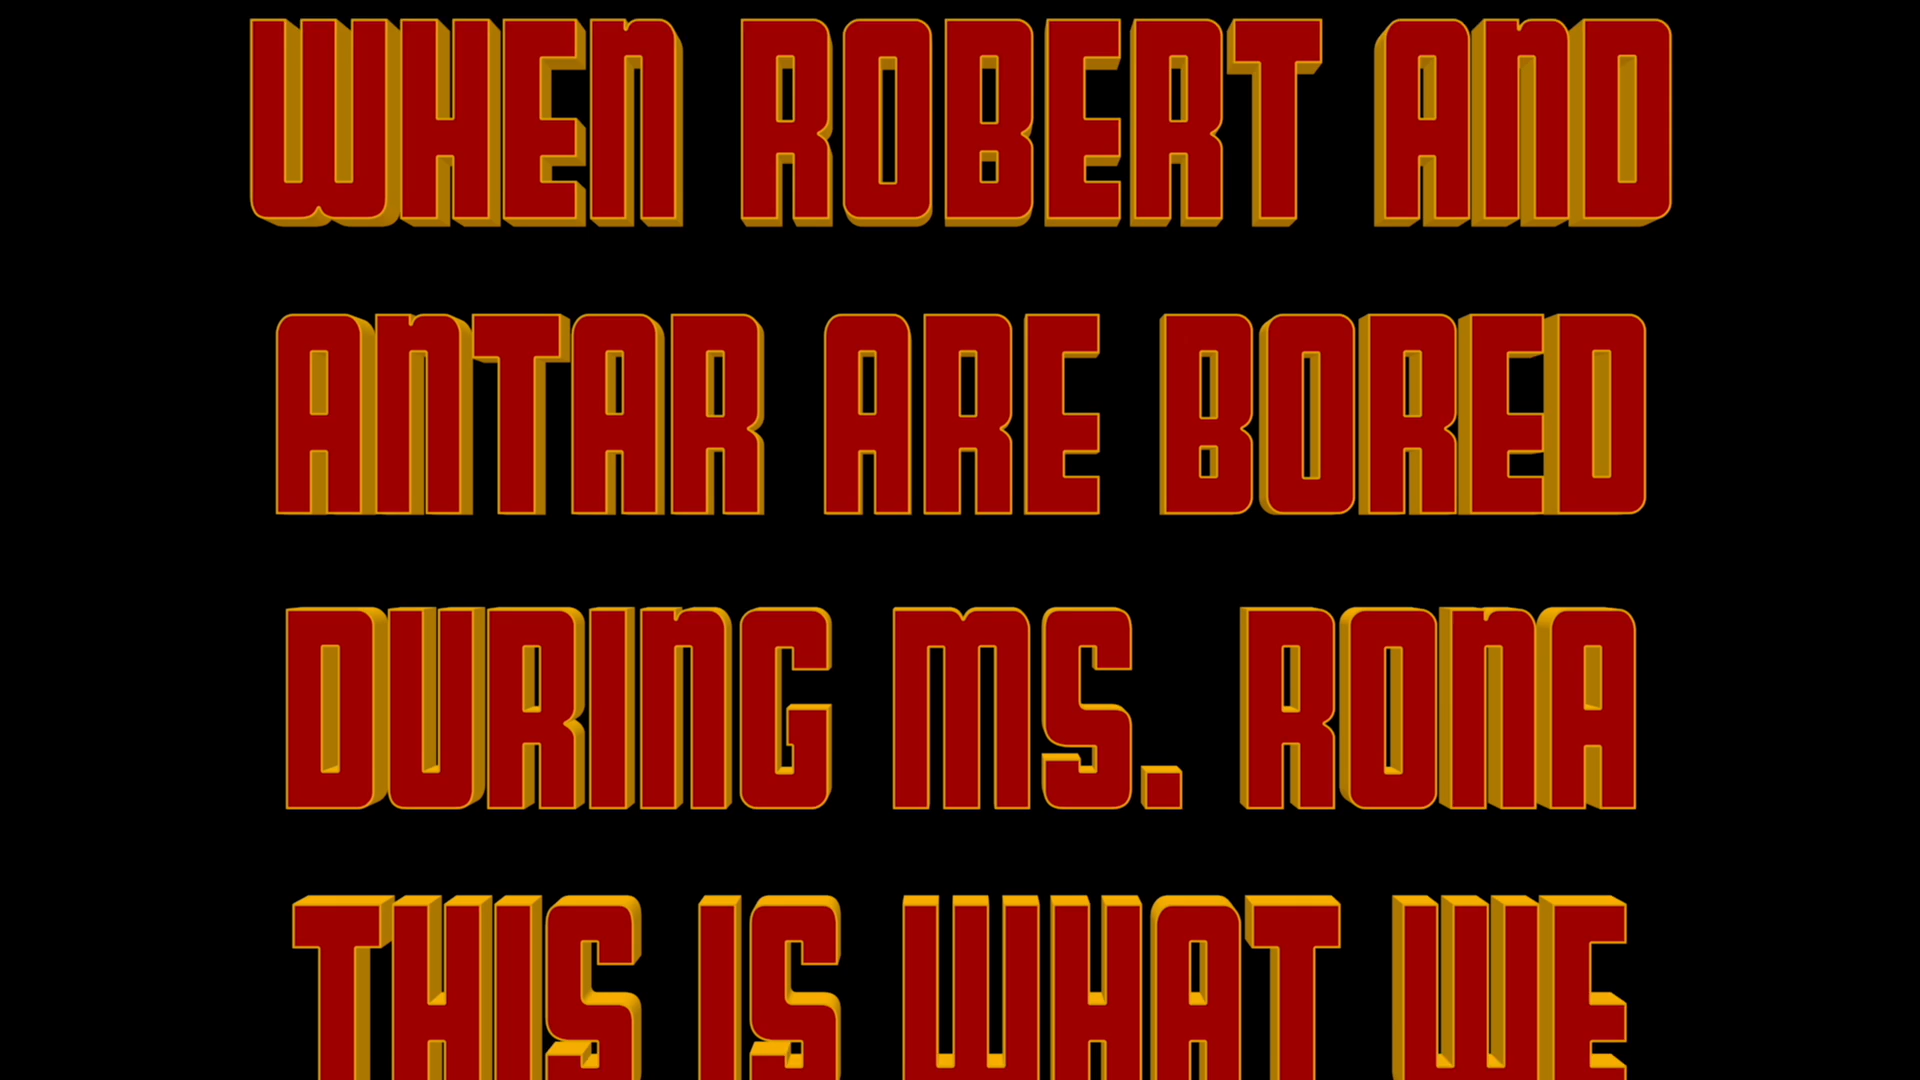 WHEN ROBERT AND
ANTAR ARE BORED
DURING MS. RONA
THIS IS WHAT WE